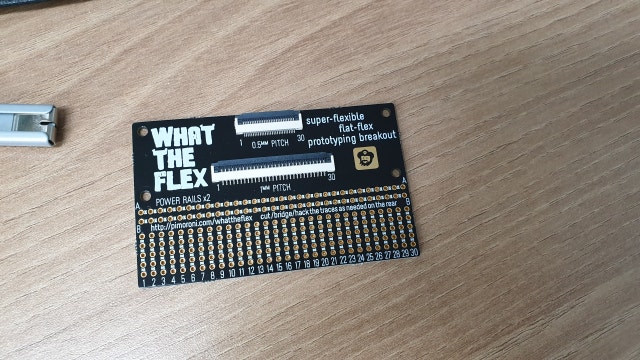 WHAT
THE
FLEX
super-flexible
flat-flex
prototyping breakout
1 0.5MM PITCH 30
1 1MM PITCH 30
POWER RAILS x2
A A
B B
http://pimoroni.com/whattheflex cut/bridge/hack the traces as needed on the rear
1 2 3 4 5 6 7 8 9 10 11 12 13 14 15 16 17 18 19 20 21 22 23 24 25 26 27 28 29 30